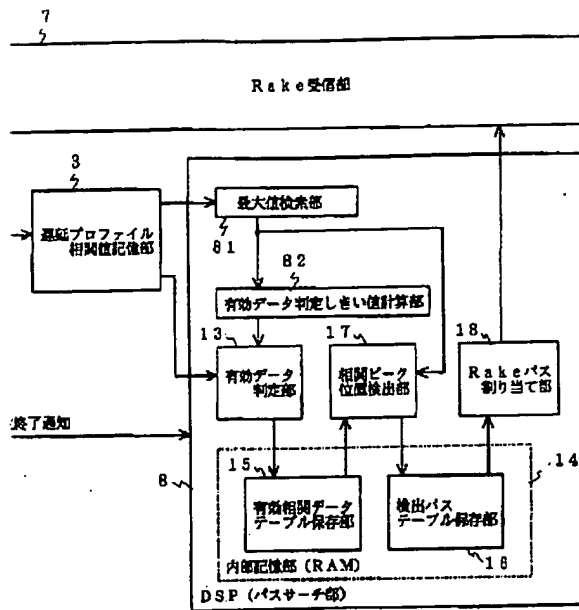 7
Rake受信部
3
遅延プロファイル
相関値記憶部
最大値検索部
81
82
有効データ判定しきい値計算部
13
有効データ
判定部
17
相関ピーク
位置検出部
18
Rakeパス
割り当て部
終了通知
8
15
有効相関データ
テーブル保存部
検出パス
テーブル保存部
16
14
内部記憶部(RAM)
DSP(パスサーチ部)